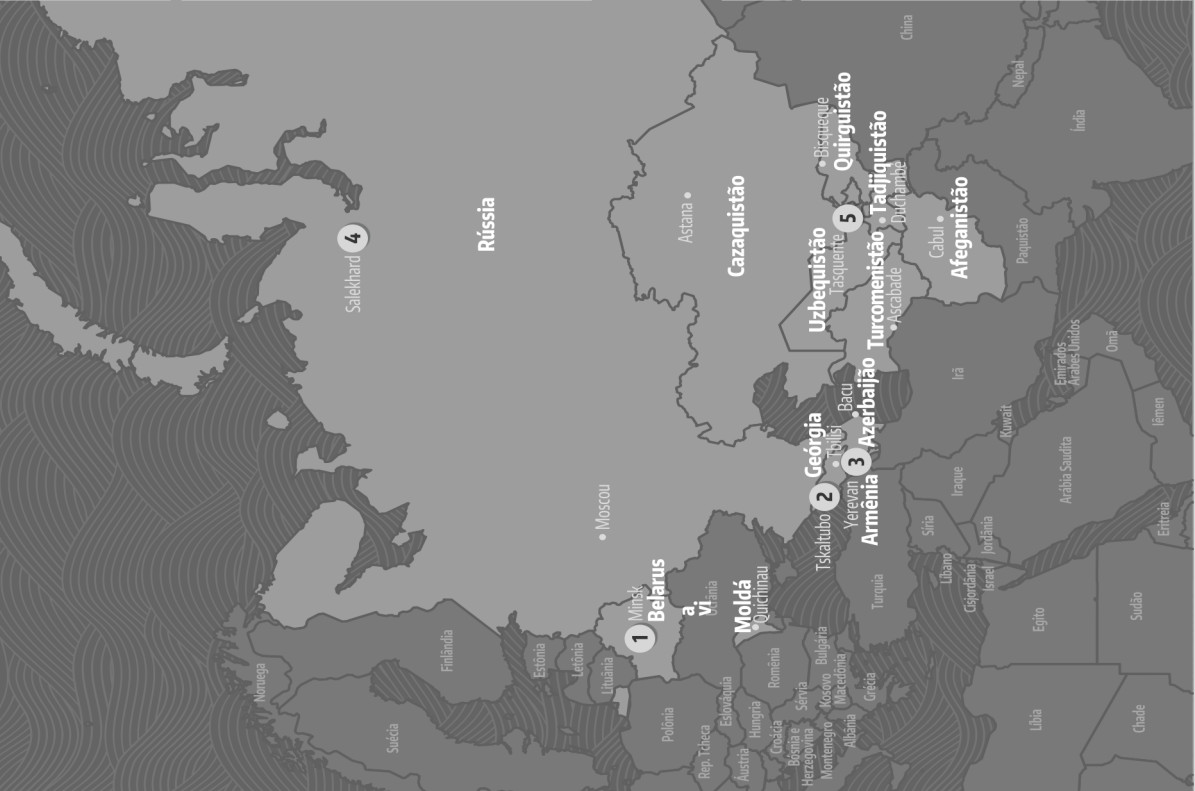 Noruega
Suécia
Finlândia
Estônia
Letônia
Lituânia
Polônia
Rep. Tcheca
Eslováquia
Áustria
Hungria
Croácia
Bósnia e
Herzegovina
Sérvia
Montenegro
Kosovo
Macedônia
Albânia
Romênia
Bulgária
Grécia
1
Minsk
Belarus
Ucrânia
Moldá
vi
a
Quichinau
Moscou
Rússia
Salekhard
4
Astana
Cazaquistão
Tskaltubo
2
Geórgia
Tbilisi
Yerevan
3
Armênia
Bacu
Azerbaijão
Uzbequistão
Tasquente
5
Bisqueque
Quirguistão
Turcomenistão
Ascabade
Tadjiquistão
Duchambé
Cabul
Afeganistão
China
Nepal
Índia
Paquistão
Irã
Turquia
Síria
Iraque
Líbano
Cisjordânia
Israel
Jordânia
Kuwait
Arábia Saudita
Emirados
Árabes Unidos
Omã
Iêmen
Eritreia
Egito
Sudão
Líbia
Chade